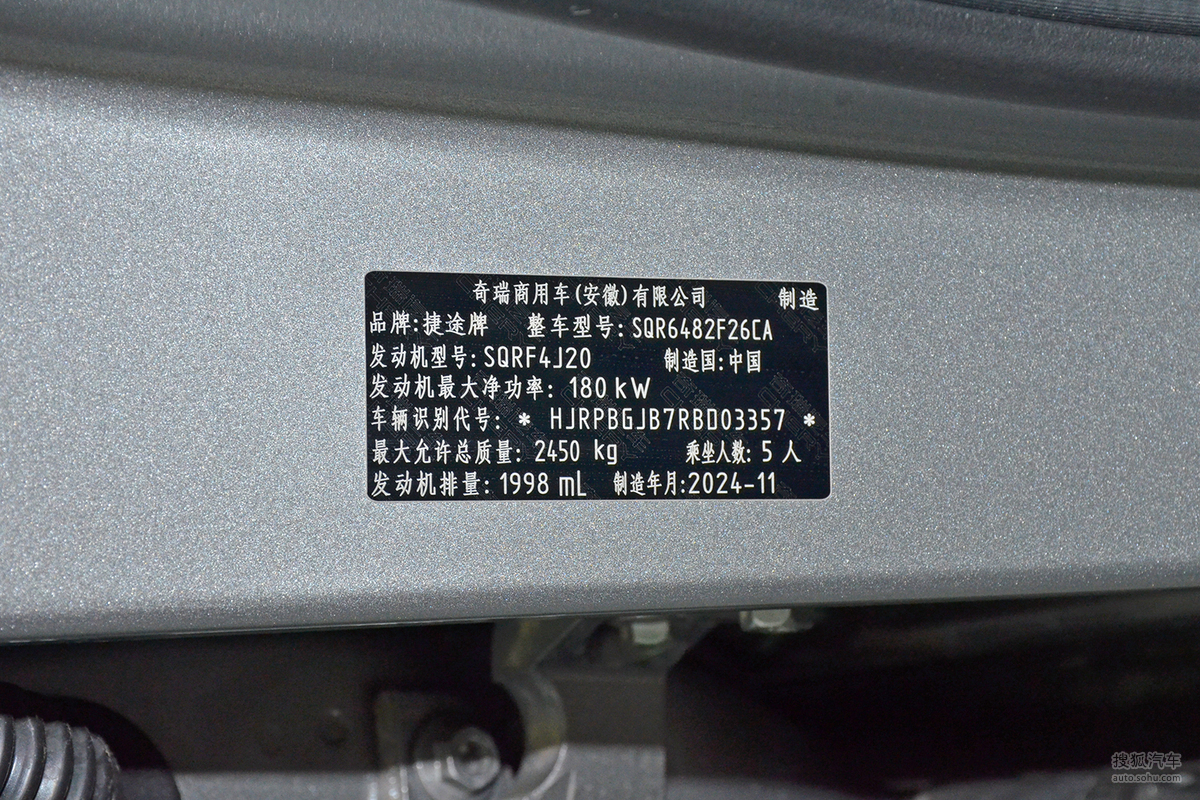 奇瑞商用车(安徽)有限公司 制造
品牌:捷途牌 整车型号:SQR6482F26CA
发动机型号:SQRF4J20 制造国:中国
发动机最大净功率: 180 kW
车辆识别代号: * HJRPBGJB7RB003357 *
最大允许总质量: 2450 kg 乘坐人数: 5 人
发动机排量: 1998 mL 制造年月:2024-11
搜狐汽车
auto.sohu.com